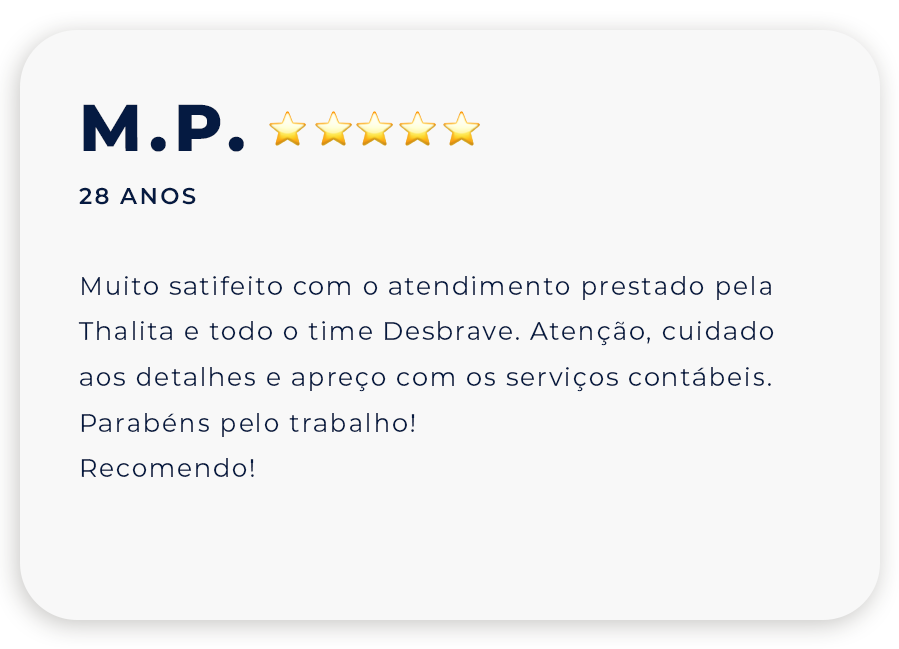 M.P. ⭐⭐⭐⭐⭐
28 ANOS
Muito satifeito com o atendimento prestado pela
Thalita e todo o time Desbrave. Atenção, cuidado
aos detalhes e apreço com os serviços contábeis.
Parabéns pelo trabalho!
Recomendo!